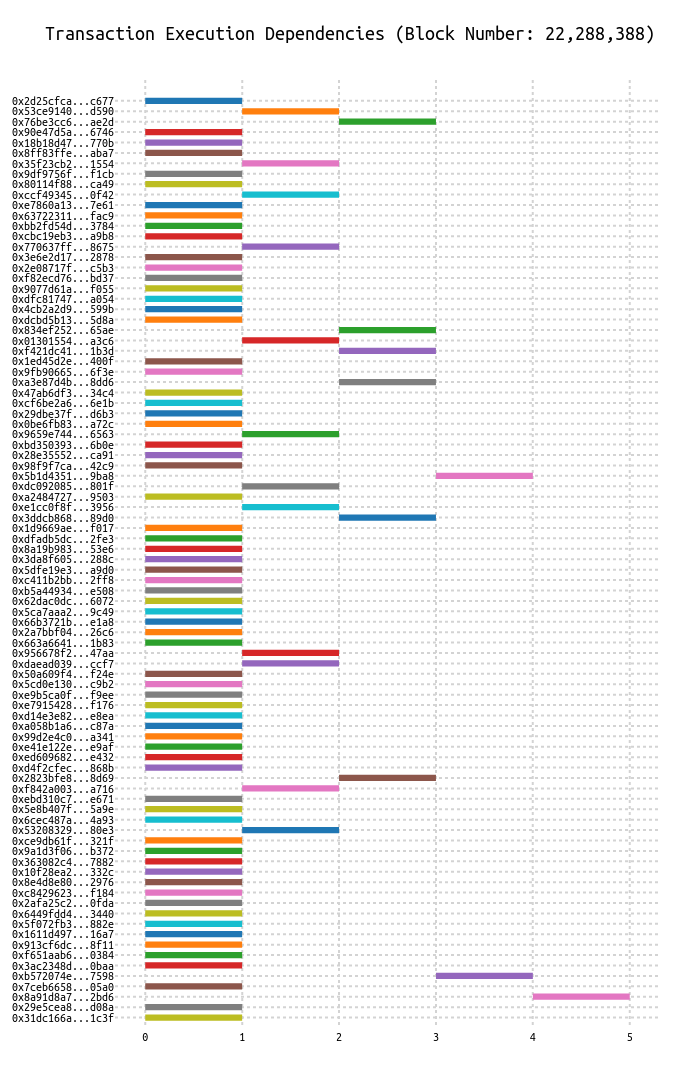 Transaction Execution Dependencies (Block Number: 22,288,388)
0x2d25cfca...c677
0x53ce9140...d590
0x76be3cc6...ae2d
0x90e47d5a...6746
0x18b18d47...770b
0x8ff83ffe...aba7
0x35f23cb2...1554
0x9df9756f...f1cb
0x80114f88...ca49
0xccf49345...0f42
0xe7860a13...7e61
0x63722311...fac9
0xbb2fd54d...3784
0xcbc19eb3...a9b8
0x770637ff...8675
0x3e6e2d17...2878
0x2e08717f...c5b3
0xf82ecd76...bd37
0x9077d61a...f055
0xdfc81747...a054
0x4cb2a2d9...599b
0xdcbd5b13...5d8a
0x834ef252...65ae
0x01301554...a3c6
0xf421dc41...1b3d
0x1ed45d2e...400f
0x9fb90665...6f3e
0xa3e87d4b...8dd6
0x47ab6df3...34c4
0xcf6be2a6...6e1b
0x29dbe37f...d6b3
0x0be6fb83...a72c
0x9659e744...6563
0xbd350393...6b0e
0x28e35552...ca91
0x98f9f7ca...42c9
0x5b1d4351...9ba8
0xdc092085...801f
0xa2484727...9503
0xe1cc0f8f...3956
0x3ddcb868...89d0
0x1d9669ae...f017
0xdfadb5dc...2fe3
0x8a19b983...53e6
0x3da8f605...288c
0x5dfe19e3...a9d0
0xc411b2bb...2ff8
0xb5a44934...e508
0x62dac0dc...6072
0x5ca7aaa2...9c49
0x66b3721b...e1a8
0x2a7bbf04...26c6
0x663a6641...1b83
0x956678f2...47aa
0xdaead039...ccf7
0x50a609f4...f24e
0x5cd0e130...c9b2
0xe9b5ca0f...f9ee
0xe7915428...f176
0xd14e3e82...e8ea
0xa058b1a6...c87a
0x99d2e4c0...a341
0xe41e122e...e9af
0xed609682...e432
0xd4f2cfec...868b
0x2823bfe8...8d69
0xf842a003...a716
0xebd310c7...e671
0x5e8b407f...5a9e
0x6cec487a...4a93
0x53208329...80e3
0xce9db61f...321f
0x9a1d3f06...b372
0x363082c4...7882
0x10f28ea2...332c
0x8e4d8e80...2976
0xc8429623...f184
0x2afa25c2...0fda
0x6449fdd4...3440
0x5f072fb3...882e
0x1611d497...16a7
0x913cf6dc...8f11
0xf651aab6...0384
0x3ac2348d...0baa
0xb572074e...7598
0x7ceb6658...05a0
0x8a91d8a7...2bd6
0x29e5cea8...d08a
0x31dc166a...1c3f
0 1 2 3 4 5